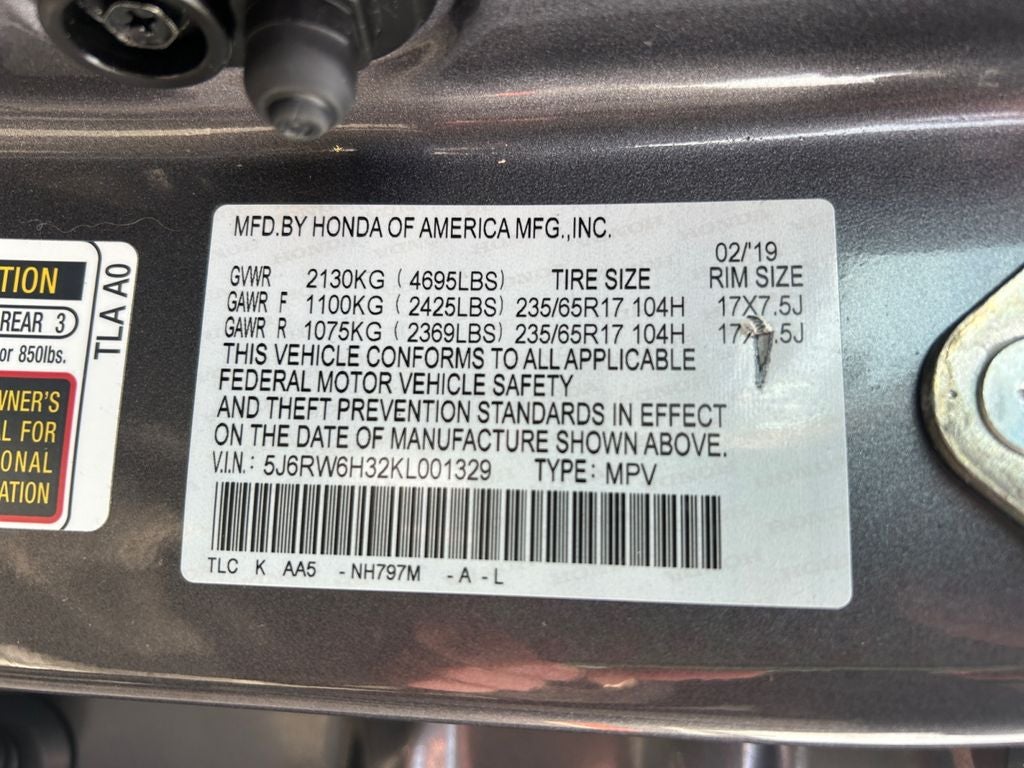 MFD.BY HONDA OF AMERICA MFG.,INC.
02/'19
GVWR 2130KG ( 4695LBS) TIRE SIZE RIM SIZE
GAWR F 1100KG ( 2425LBS) 235/65R17 104H 17X7.5J
GAWR R 1075KG ( 2369LBS) 235/65R17 104H 17X7.5J
THIS VEHICLE CONFORMS TO ALL APPLICABLE
FEDERAL MOTOR VEHICLE SAFETY
AND THEFT PREVENTION STANDARDS IN EFFECT
ON THE DATE OF MANUFACTURE SHOWN ABOVE.
V.I.N.: 5J6RW6H32KL001329 TYPE: MPV
TLC K AA5 -NH797M -A -L
TION
REAR 3
or 850lbs.
WNER'S
L FOR
IONAL
ATION
TLA A0